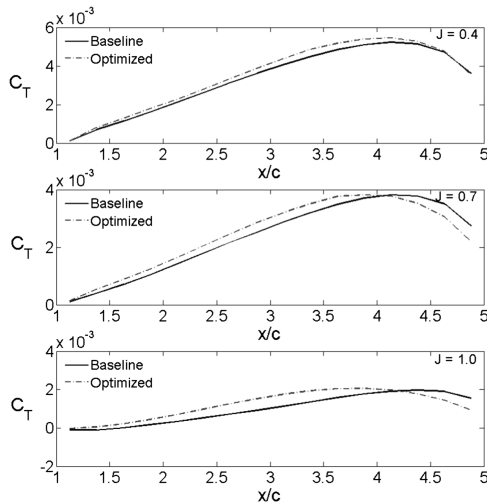 x 10⁻³
6
4
2
0
C_T
Baseline
Optimized
J = 0.4
1 1.5 2 2.5 3 3.5 4 4.5 5
x/c
x 10⁻³
4
2
0
C_T
Baseline
Optimized
J = 0.7
1 1.5 2 2.5 3 3.5 4 4.5 5
x/c
x 10⁻³
4
2
0
-2
C_T
Baseline
Optimized
J = 1.0
1 1.5 2 2.5 3 3.5 4 4.5 5
x/c